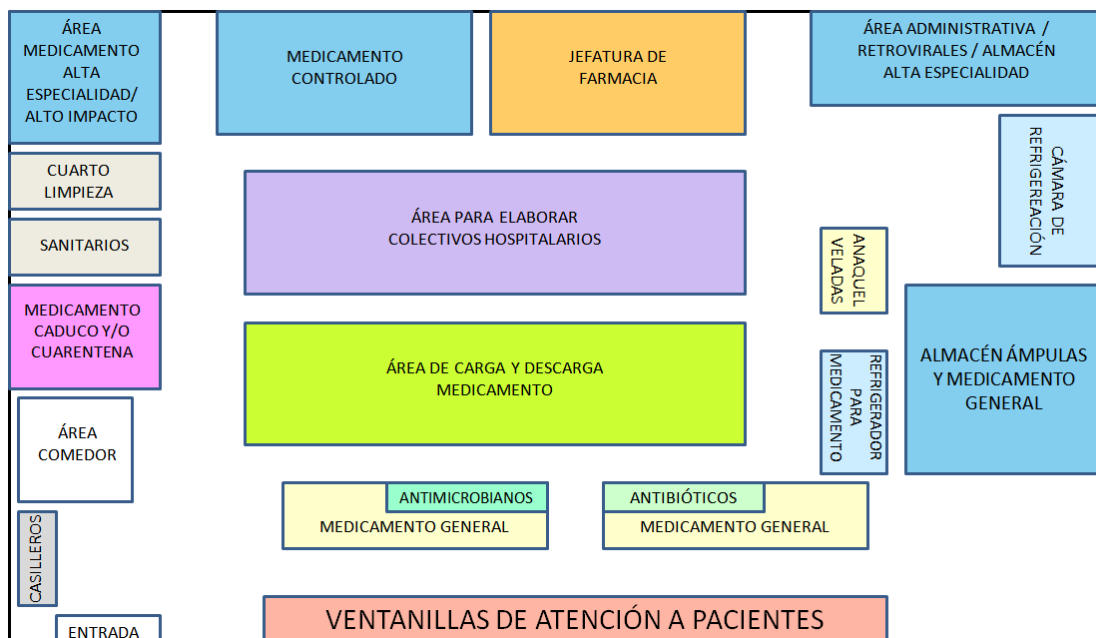 ÁREA
MEDICAMENTO
ALTA
ESPECIALIDAD/
ALTO IMPACTO
MEDICAMENTO
CONTROLADO
JEFATURA DE
FARMACIA
ÁREA ADMINISTRATIVA /
RETROVIRALES / ALMACÉN
ALTA ESPECIALIDAD
CUARTO
LIMPIEZA
CÁMARA DE
REFRIGEREACIÓN
SANITARIOS
ÁREA PARA ELABORAR
COLECTIVOS HOSPITALARIOS
ANAQUEL
VELADAS
MEDICAMENTO
CADUCO Y/O
CUARENTENA
ÁREA DE CARGA Y DESCARGA
MEDICAMENTO
REFRIGERADOR
PARA
MEDICAMENTO
ALMACÉN ÁMPULAS
Y MEDICAMENTO
GENERAL
ÁREA
COMEDOR
ANTIMICROBIANOS
MEDICAMENTO GENERAL
ANTIBIÓTICOS
MEDICAMENTO GENERAL
CASILLEROS
VENTANILLAS DE ATENCIÓN A PACIENTES
ENTRADA